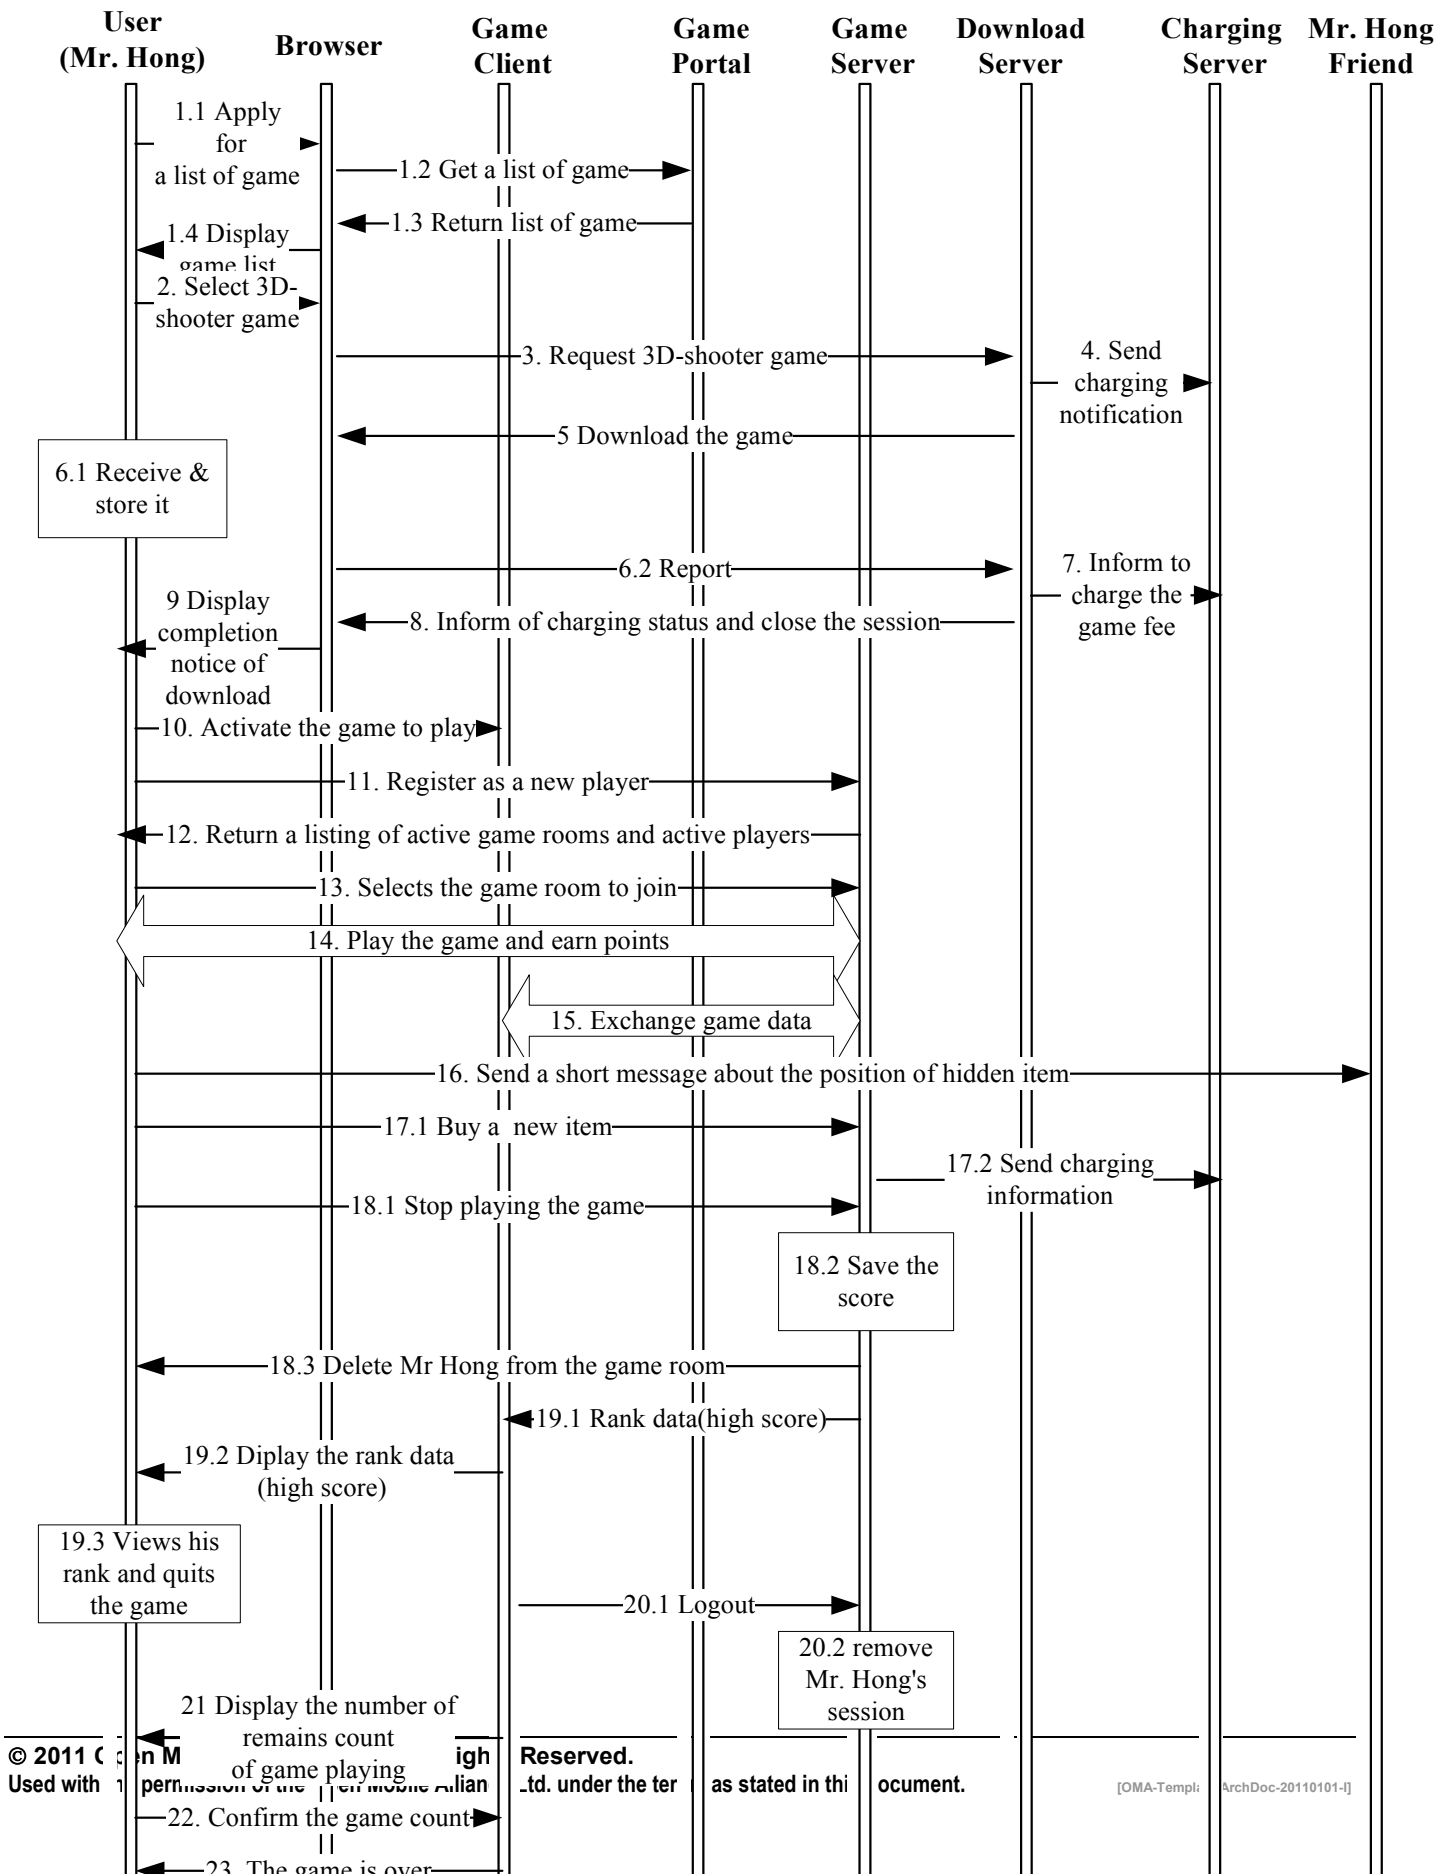 User
(Mr. Hong)
Browser
Game
Client
Game
Portal
Game
Server
Download
Server
Charging
Server
Mr. Hong
Friend
1.1 Apply
for
a list of game
1.2 Get a list of game
1.3 Return list of game
1.4 Display
game list
2. Select 3D-
shooter game
3. Request 3D-shooter game
4. Send
charging
notification
5 Download the game
6.1 Receive &
store it
6.2 Report
7. Inform to
charge the
game fee
8. Inform of charging status and close the session
9 Display
completion
notice of
download
10. Activate the game to play
11. Register as a new player
12. Return a listing of active game rooms and active players
13. Selects the game room to join
14. Play the game and earn points
15. Exchange game data
16. Send a short message about the position of hidden item
17.1 Buy a  new item
17.2 Send charging
information
18.1 Stop playing the game
18.2 Save the
score
18.3 Delete Mr Hong from the game room
19.1 Rank data(high score)
19.2 Diplay the rank data
(high score)
19.3 Views his
rank and quits
the game
20.1 Logout
20.2 remove
Mr. Hong's
session
21 Display the number of
remains count
of game playing
© 2011 Reserved.
Used with permission of the Mobile under the as stated in
22. Confirm the game count
23. The game is over